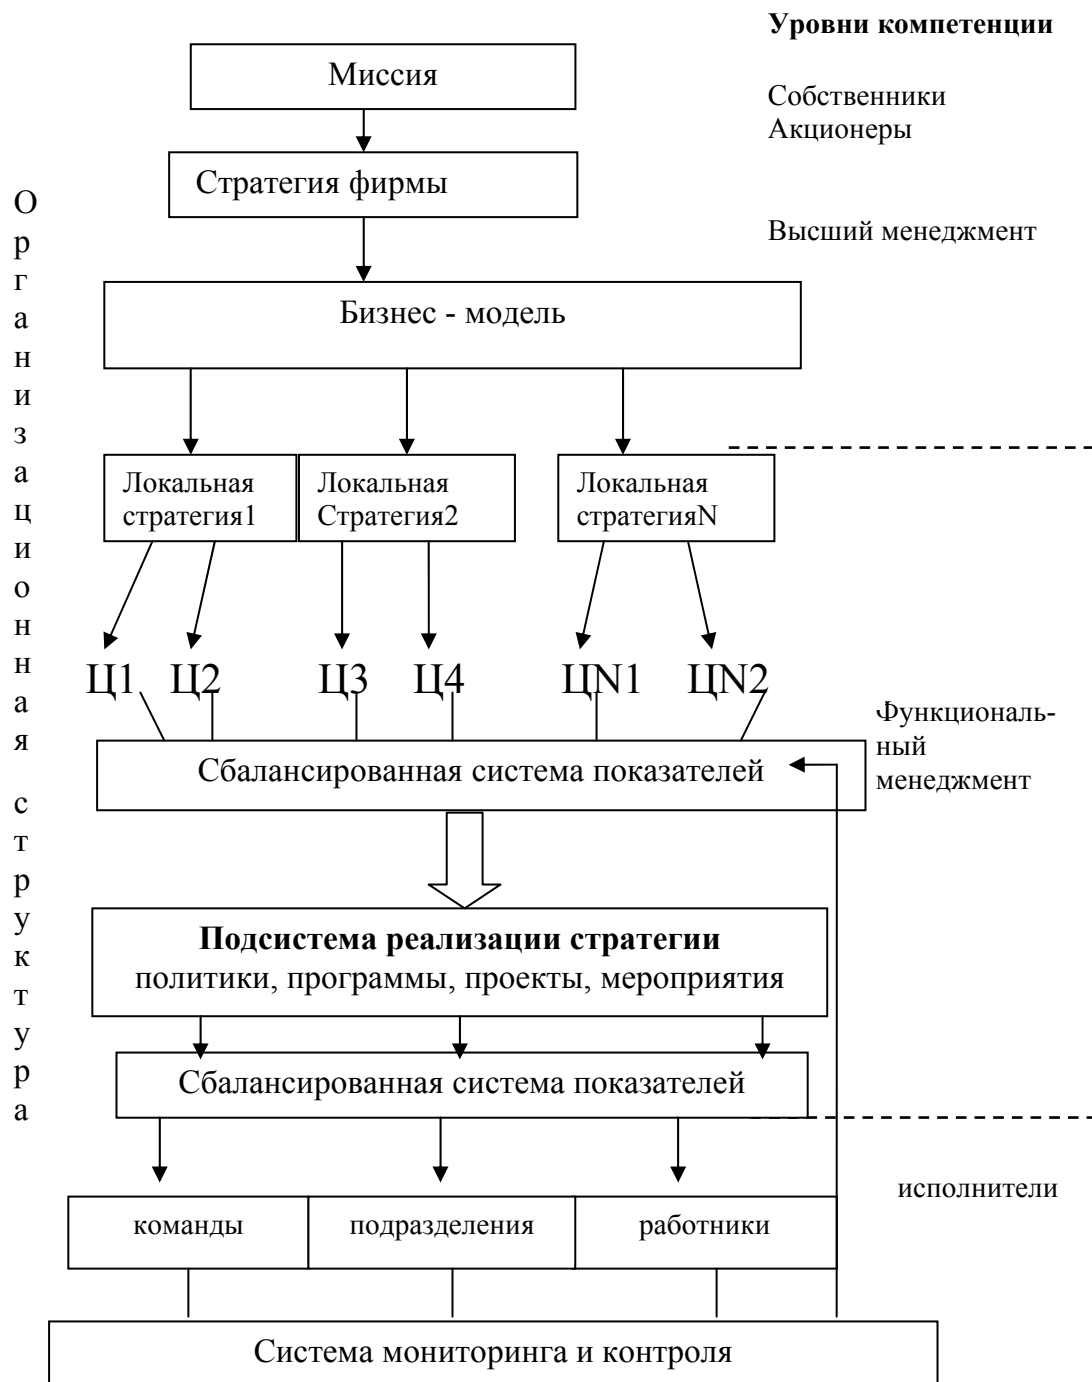 Уровни компетенции
Миссия
Собственники
Акционеры
Стратегия фирмы
Высший менеджмент
Организационная структура
Бизнес - модель
Локальная
стратегия1
Локальная
Стратегия2
Локальная
стратегияN
Ц1 Ц2 Ц3 Ц4 ЦN1 ЦN2
Функциональ-
ный
менеджмент
Сбалансированная система показателей
Подсистема реализации стратегии
политики, программы, проекты, мероприятия
Сбалансированная система показателей
исполнители
команды
подразделения
работники
Система мониторинга и контроля